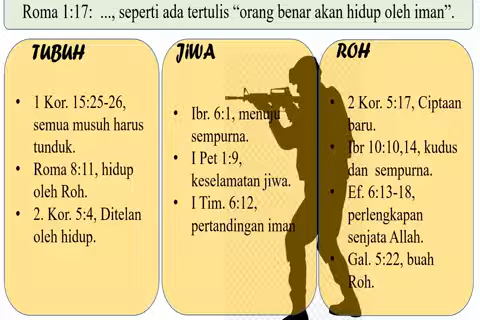 Roma 1:17: ..., seperti ada tertulis “orang benar akan hidup oleh iman”.
TUBUH
• 1 Kor. 15:25-26,
semua musuh harus
tunduk.
• Roma 8:11, hidup
oleh Roh.
• 2. Kor. 5:4, Ditelan
oleh hidup.
JIWA
• Ibr. 6:1, menuju
sempurna.
• I Pet 1:9,
keselamatan jiwa.
• I Tim. 6:12,
pertandingan iman
ROH
• 2 Kor. 5:17, Ciptaan
baru.
• Ibr 10:10,14, kudus
dan sempurna.
• Ef. 6:13-18,
perlengkapan
senjata Allah.
• Gal. 5:22, buah
Roh.